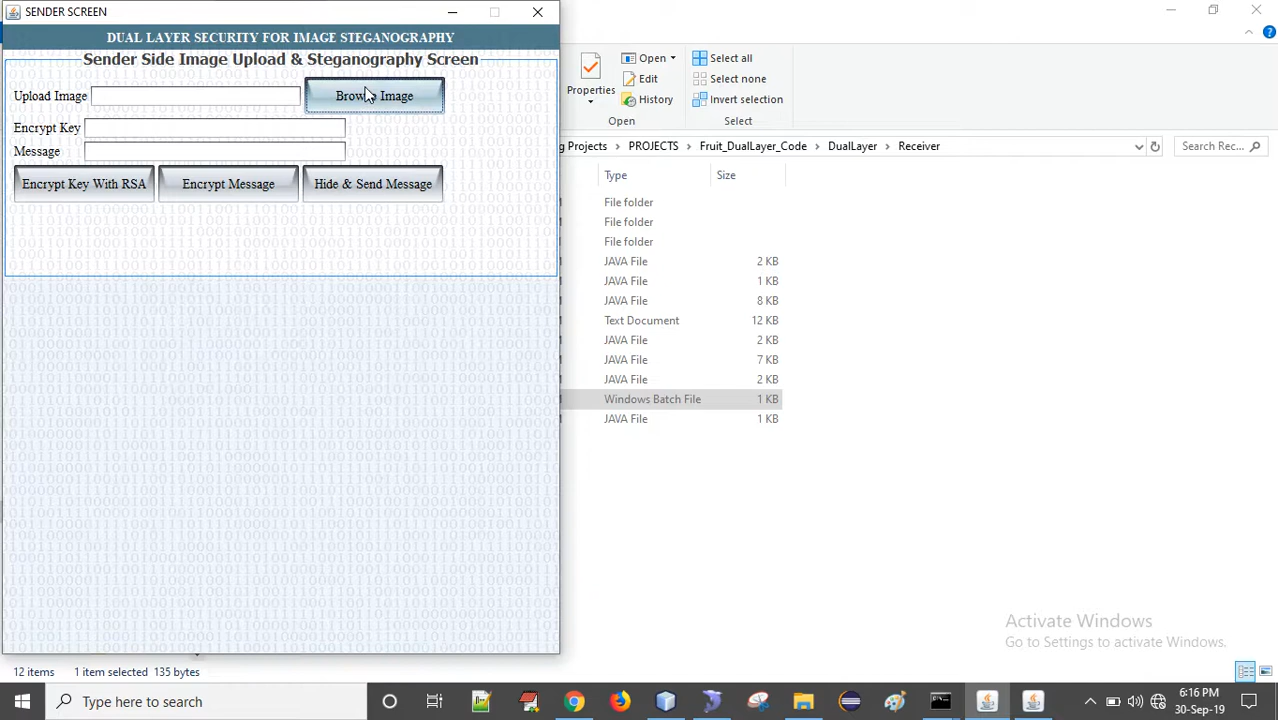 SENDER SCREEN
DUAL LAYER SECURITY FOR IMAGE STEGANOGRAPHY
Sender Side Image Upload & Steganography Screen
Upload Image
Encrypt Key
Message
Encrypt Key With RSA Encrypt Message Hide & Send Message
Properties
Open
Edit
History
Open
Select all
Select none
Invert selection
Select
PROJECTS Fruit_DualLayer_Code DualLayer Receiver
Projects
Type Size
File folder
File folder
File folder
JAVA File 2 KB
JAVA File 1 KB
JAVA File 8 KB
Text Document 12 KB
JAVA File 2 KB
JAVA File 7 KB
JAVA File 2 KB
Windows Batch File 1 KB
JAVA File 1 KB
Activate Windows
Go to Settings to activate Windows.
12 items 1 item selected 135 bytes
Type here to search
6:16 PM
30-Sep-19